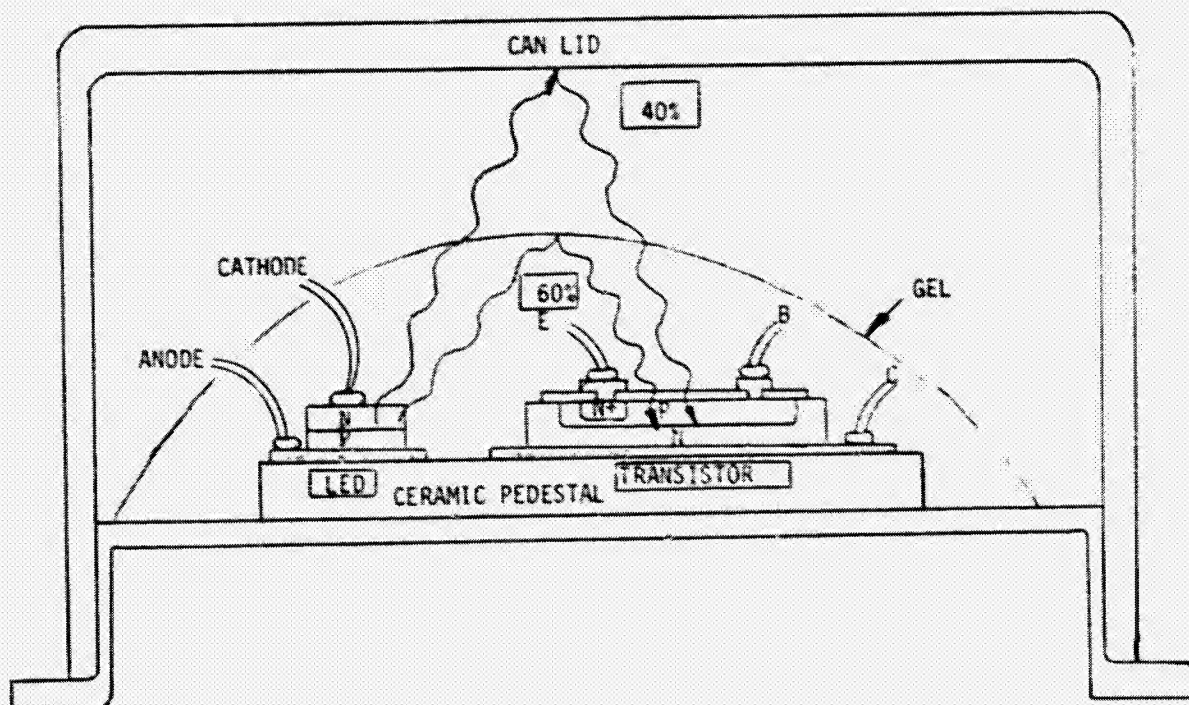 CAN LID
40%
CATHODE
60%
GEL
E
B
ANODE
C
N
P
N+
P
N
LED
TRANSISTOR
CERAMIC PEDESTAL